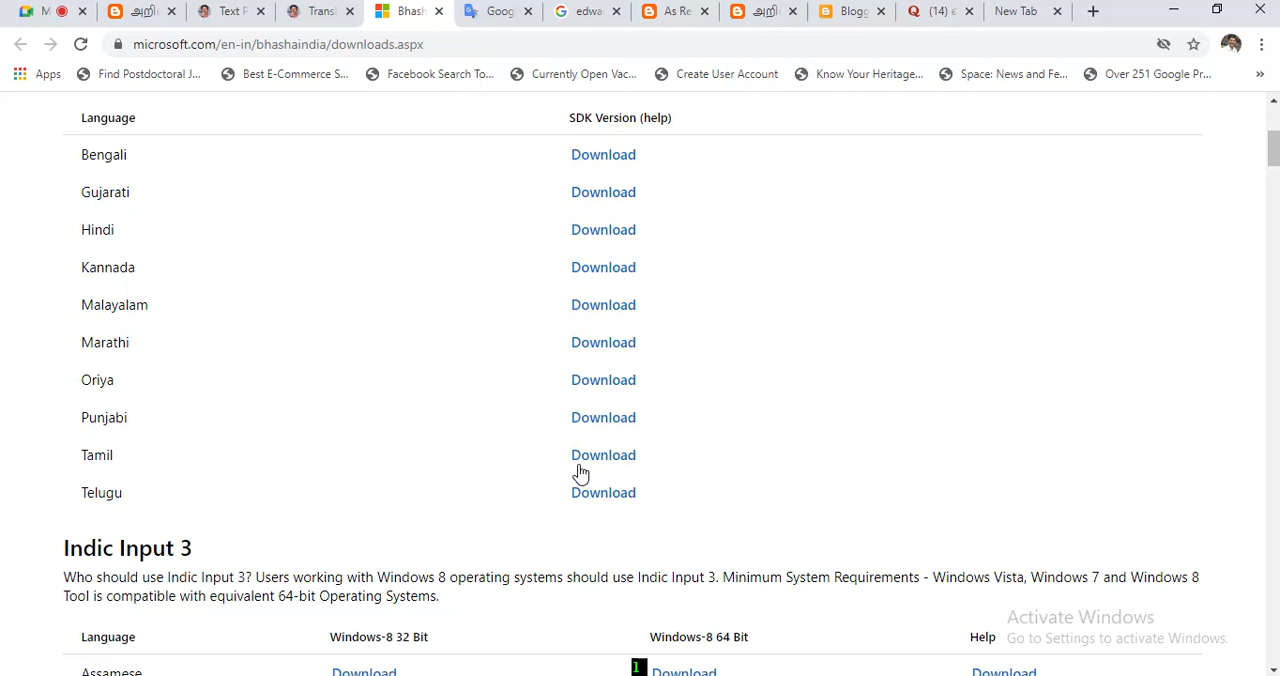 M
அறி
Text P
Transl
Bhash
Goog
edwa
As Re
அறி
Blogg
(14) e
New Tab
microsoft.com/en-in/bhashaindia/downloads.aspx
Apps Find Postdoctoral J... Best E-Commerce S... Facebook Search To... Currently Open Vac... Create User Account Know Your Heritage... Space: News and Fe... Over 251 Google Pr... »
Language SDK Version (help)
Bengali Download
Gujarati Download
Hindi Download
Kannada Download
Malayalam Download
Marathi Download
Oriya Download
Punjabi Download
Tamil Download
Telugu Download
Indic Input 3
Who should use Indic Input 3? Users working with Windows 8 operating systems should use Indic Input 3. Minimum System Requirements - Windows Vista, Windows 7 and Windows 8
Tool is compatible with equivalent 64-bit Operating Systems.
Activate Windows
Go to Settings to activate Windows.
Language Windows-8 32 Bit Windows-8 64 Bit Help
Assamese Download Download Download
1